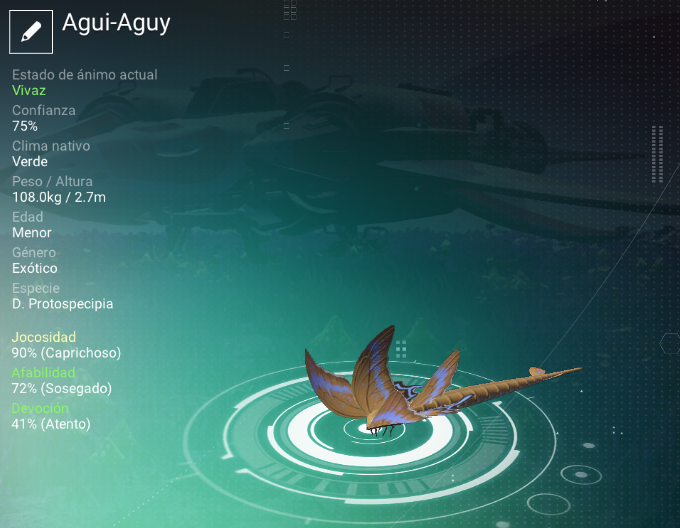 Agui-Aguy
Estado de ánimo actual
Vivaz
Confianza
75%
Clima nativo
Verde
Peso / Altura
108.0kg / 2.7m
Edad
Menor
Género
Exótico
Especie
D. Protospecipia
Jocosidad
90% (Caprichoso)
Afabilidad
72% (Sosegado)
Devoción
41% (Atento)